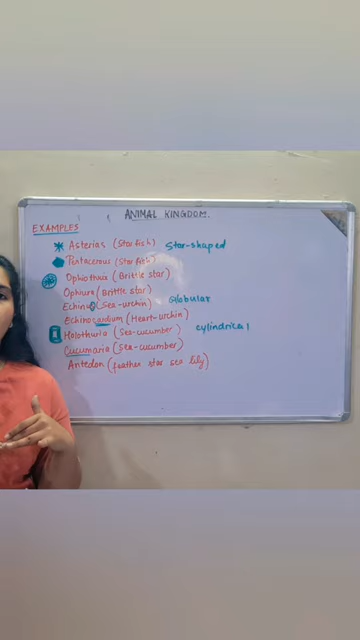 ANIMAL KINGDOM.
EXAMPLES
Asterias (Starfish) Star-shaped
Pentacerous (Star fish)
Ophiothrix (Brittle star)
Ophiura (Brittle star)
Echinus (Sea-urchin) Globular
Echinocardium (Heart-urchin)
Holothuria (Sea-cucumber) cylindrical
Cucumaria (Sea-cucumber)
Antedon (feather star sea lily)